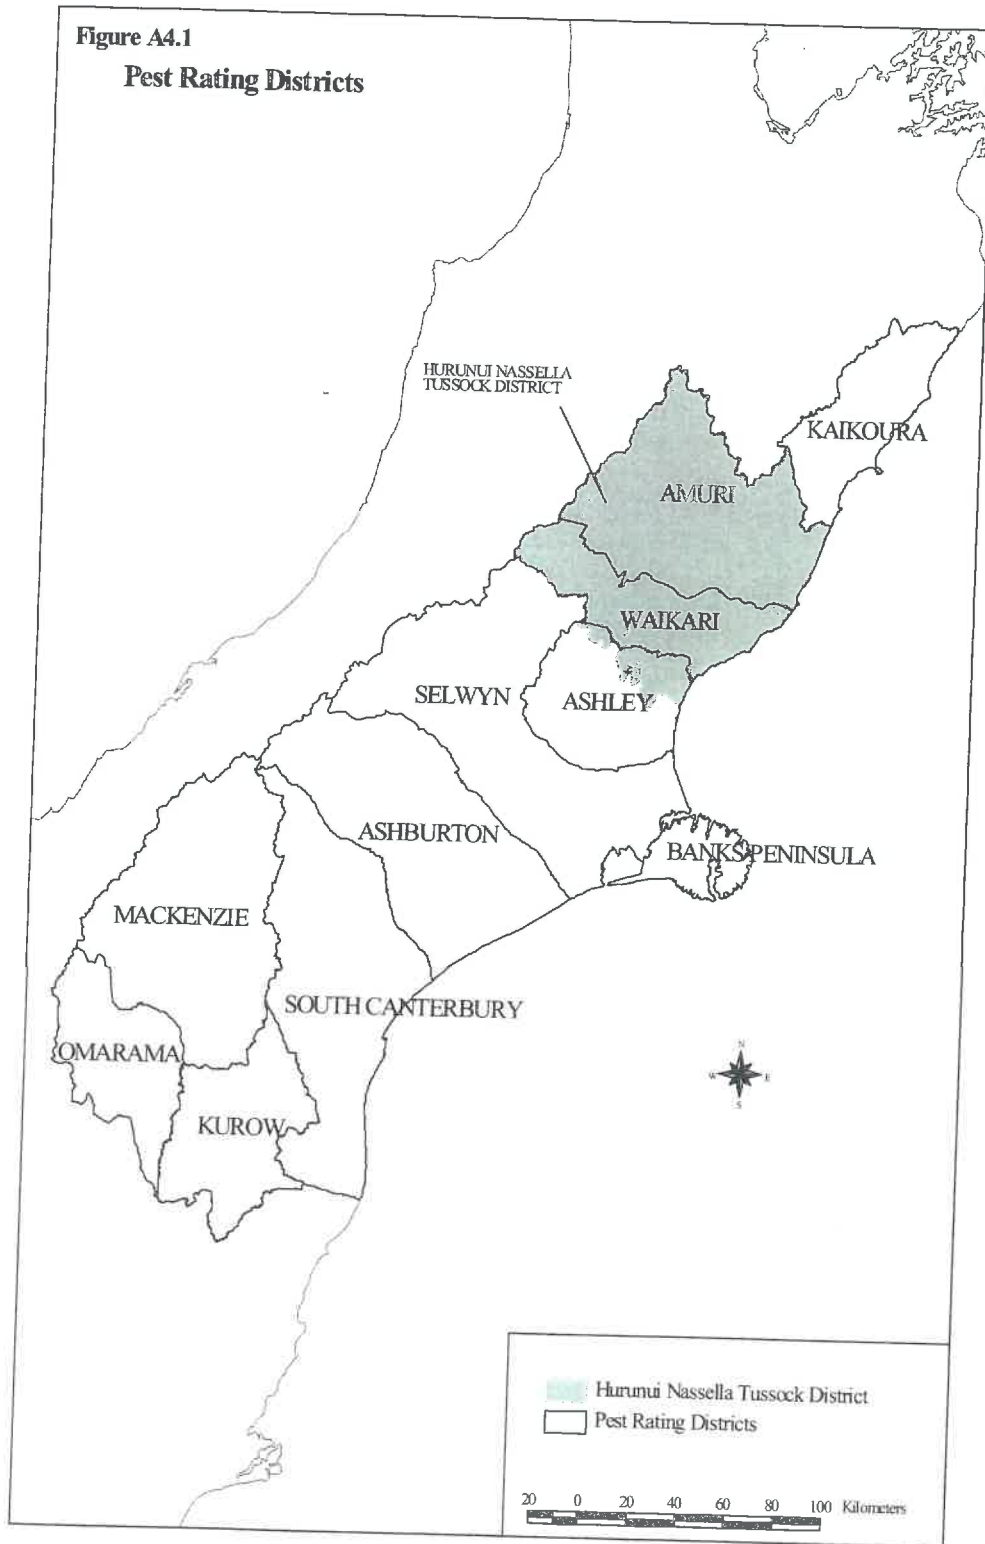 Figure A4.1
Pest Rating Districts
HURUNUI NASSELLA
TUSSOCK DISTRICT
KAIKOURA
AMURI
WAIKARI
SELWYN
ASHLEY
ASHBURTON
BANKS PENINSULA
MACKENZIE
SOUTH CANTERBURY
OMARAMA
KUROW
N
W
E
S
Hurunui Nassella Tussock District
Pest Rating Districts
20 0 20 40 60 80 100 Kilometers